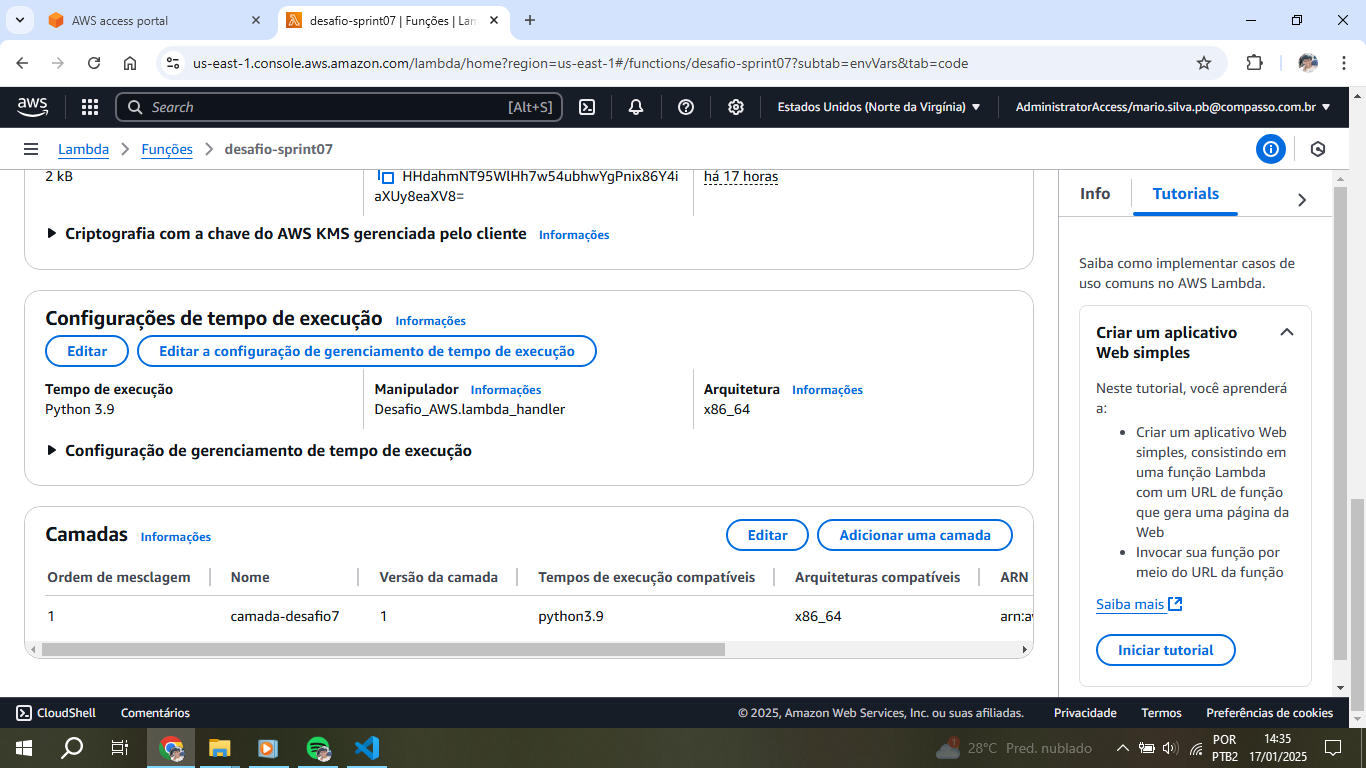 AWS access portal
desafio-sprint07 | Funções | Lam
us-east-1.console.aws.amazon.com/lambda/home?region=us-east-1#/functions/desafio-sprint07?subtab=envVars&tab=code
aws
Search [Alt+S]
Estados Unidos (Norte da Virgínia)
AdministratorAccess/mario.silva.pb@compasso.com.br
Lambda
Funções
desafio-sprint07
2 kB
HHdahmNT95WlHh7w54ubhwYgPnix86Y4i
aXUy8eaXV8=
há 17 horas
Criptografia com a chave do AWS KMS gerenciada pelo cliente Informações
Configurações de tempo de execução Informações
Editar
Editar a configuração de gerenciamento de tempo de execução
Tempo de execução
Python 3.9
Manipulador Informações
Desafio_AWS.lambda_handler
Arquitetura Informações
x86_64
Configuração de gerenciamento de tempo de execução
Camadas Informações
Editar
Adicionar uma camada
Ordem de mesclagem Nome Versão da camada Tempos de execução compatíveis Arquiteturas compatíveis ARN
1 camada-desafio7 1 python3.9 x86_64 arn:av
Info
Tutorials
Saiba como implementar casos de
uso comuns no AWS Lambda.
Criar um aplicativo
Web simples
Neste tutorial, você aprenderá
a:
• Criar um aplicativo Web
simples, consistindo em
uma função Lambda
com um URL de função
que gera uma página da
Web
• Invocar sua função por
meio do URL da função
Saiba mais
Iniciar tutorial
CloudShell
Comentários
© 2025, Amazon Web Services, Inc. ou suas afiliadas.
Privacidade
Termos
Preferências de cookies
28°C Pred. nublado
POR
PTB2
14:35
17/01/2025